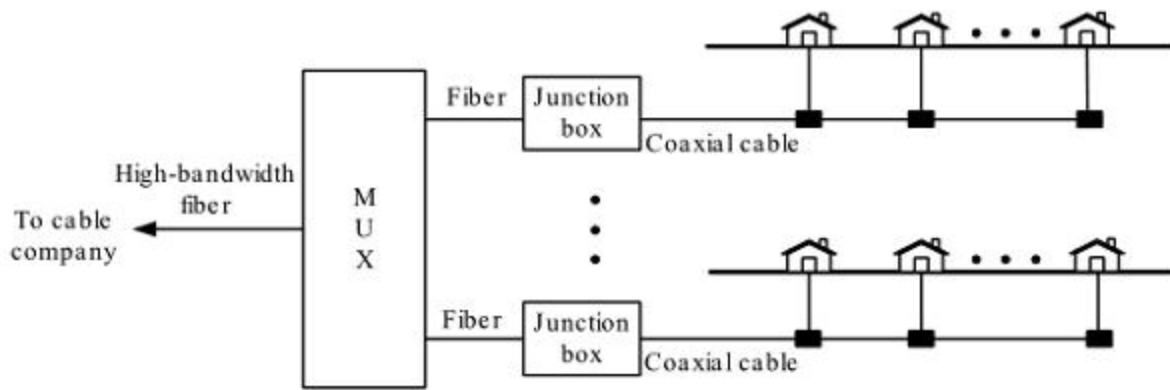 To cable
company
High-bandwidth
fiber
M
U
X
Fiber
Junction
box
Coaxial cable
Fiber
Junction
box
Coaxial cable